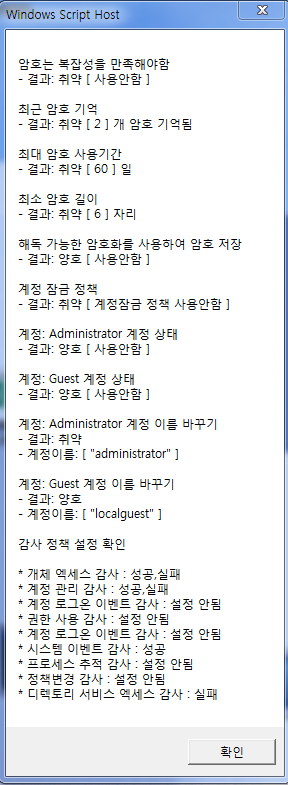 Windows Script Host
암호는 복잡성을 만족해야함
- 결과: 취약 [ 사용안함 ]
최근 암호 기억
- 결과: 취약 [ 2 ] 개 암호 기억됨
최대 암호 사용기간
- 결과: 취약 [ 60 ] 일
최소 암호 길이
- 결과: 취약 [ 6 ] 자리
해독 가능한 암호화를 사용하여 암호 저장
- 결과: 양호 [ 사용안함 ]
계정 잠금 정책
- 결과: 취약 [ 계정잠금 정책 사용안함 ]
계정: Administrator 계정 상태
- 결과: 양호 [ 사용안함 ]
계정: Guest 계정 상태
- 결과: 양호 [ 사용안함 ]
계정: Administrator 계정 이름 바꾸기
- 결과: 취약
- 계정이름: [ "administrator" ]
계정: Guest 계정 이름 바꾸기
- 결과: 양호
- 계정이름: [ "localguest" ]
감사 정책 설정 확인
* 개체 엑세스 감사 : 성공,실패
* 계정 관리 감사 : 성공,실패
* 계정 로그온 이벤트 감사 : 설정 안됨
* 권한 사용 감사 : 설정 안됨
* 계정 로그온 이벤트 감사 : 설정 안됨
* 시스템 이벤트 감사 : 성공
* 프로세스 추적 감사 : 설정 안됨
* 정책변경 감사 : 설정 안됨
* 디렉토리 서비스 엑세스 감사 : 실패
확인